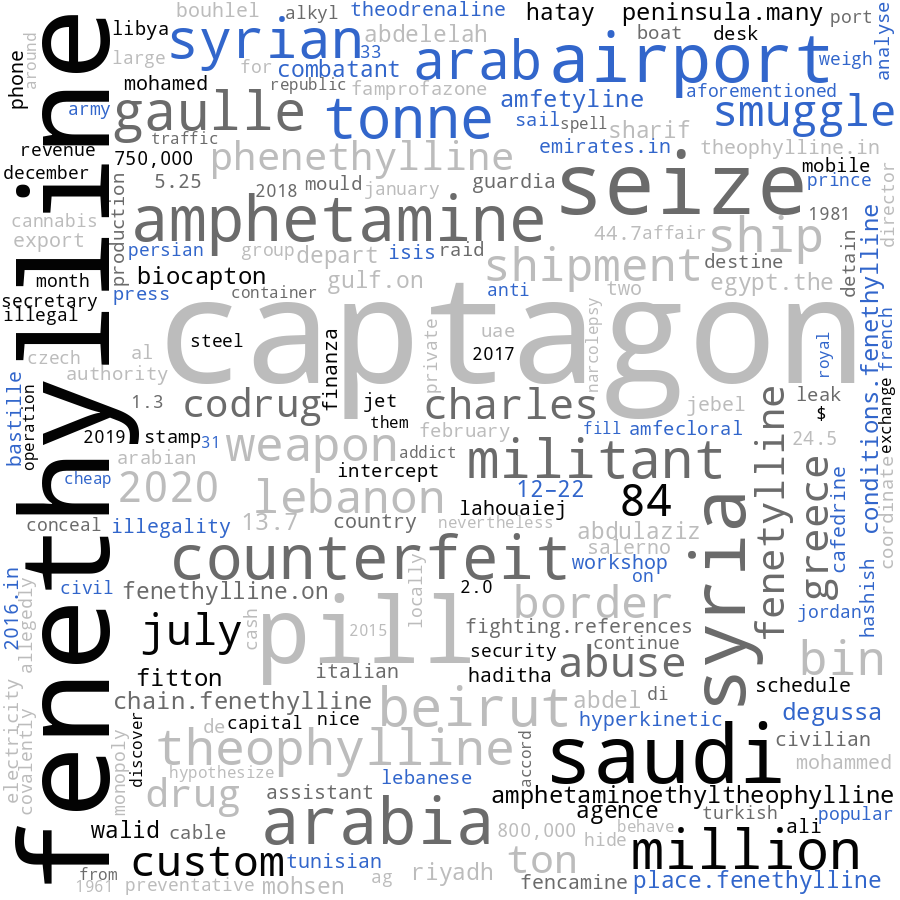 bouhlel
alkyl
theodrenaline
hatay
peninsula.many
port
analyse
libya
syrian
33
abdelelah
boat
desk
weigh
around
phone
large
for
combatant
arab
airport
mohamed
republic
famprofazone
aforementioned
army
gaulle
tonne
amfetyline
smuggle
sail
spell
sharif
traffic
revenue
750,000
phenethylline
emirates.in
theophylline.in
december
5.25
2018
mould
january
guardia
seize
mobile
prince
director
production
cannabis
export
amphetamine
1981
persian
group
depart
isis
raid
44.7
affair
ship
month
biocapton
shipment
destine
detain
secretary
press
container
gulf.on
anti
two
egypt.the
illegal
captagon
fenethylline
conditions.fenethylline
french
czech
al
steel
private
uae
2017
narcolepsy
royal
authority
finanza
bastille
operation
1.3
codrug
jet
charles
jebel
leak
$
exchange
them
2019
stamp
31
weapon
february
fill
amfecloral
24.5
arabian
addict
militant
cheap
2020
intercept
lebanon
12-22
84
syria
fenetylline
greece
cafedrine
coordinate
conceal
illegality
13.7
country
lahouaiej
nevertheless
abdulaziz
salerno
counterfeit
workshop
on
hashish
2016.in
allegedly
civil
fenethylline.on
locally
2.0
border
jordan
july
cash
pill
2015
fighting.references
continue
security
abuse
bin
fitton
italian
haditha
di
schedule
electricity
covalently
chain.fenethylline
beirut
abdel
hyperkinetic
degussa
discover
de
capital
nice
monopoly
theophylline
accord
saudi
civilian
hypothesize
lebanese
mohammed
drug
assistant
amphetaminoethyltheophylline
arabia
agence
turkish
popular
walid
cable
800,000
behave
hide
ali
custom
tunisian
ton
million
from
1961
preventative
mohsen
ag
riyadh
fencamine
place.fenethylline